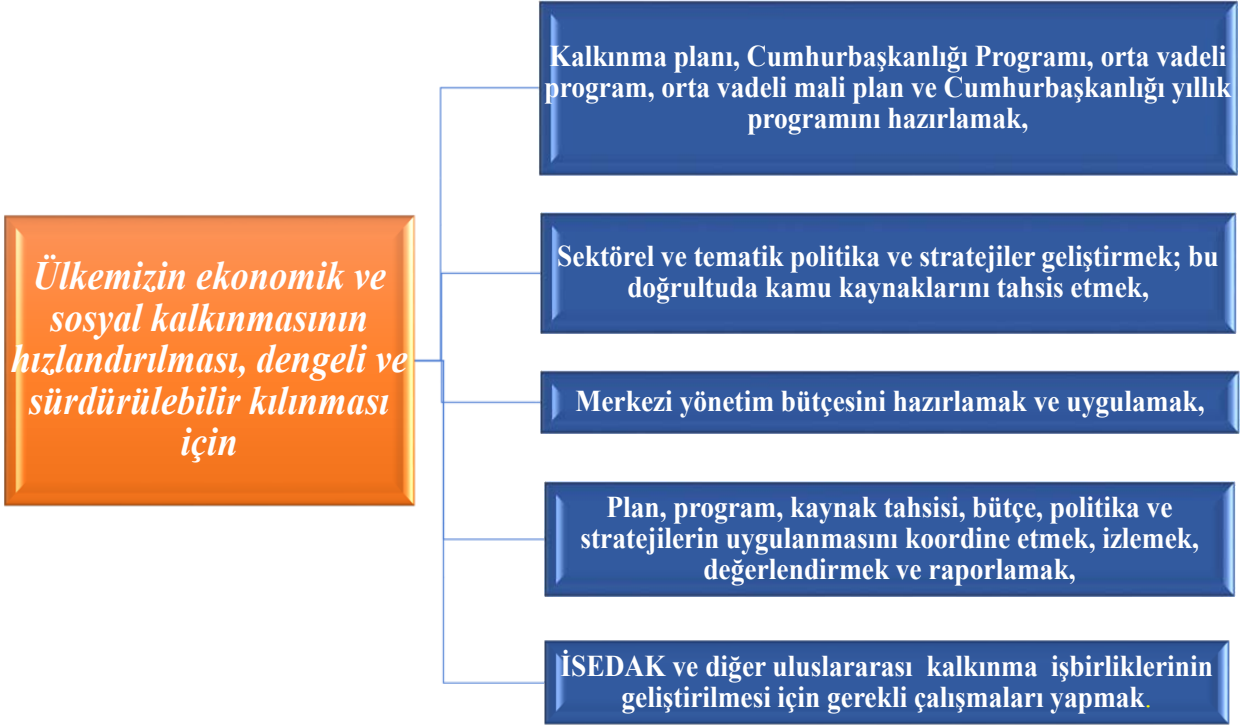 Ülkemizin ekonomik ve
sosyal kalkınmasının
hızlandırılması, dengeli ve
sürdürülebilir kılınması
için
Kalkınma planı, Cumhurbaşkanlığı Programı, orta vadeli
program, orta vadeli mali plan ve Cumhurbaşkanlığı yıllık
programını hazırlamak,
Sektörel ve tematik politika ve stratejiler geliştirmek; bu
doğrultuda kamu kaynaklarını tahsis etmek,
Merkezi yönetim bütçesini hazırlamak ve uygulamak,
Plan, program, kaynak tahsisi, bütçe, politika ve
stratejilerin uygulanmasını koordine etmek, izlemek,
değerlendirmek ve raporlamak,
İSEDAK ve diğer uluslararası kalkınma işbirliklerinin
geliştirilmesi için gerekli çalışmaları yapmak.